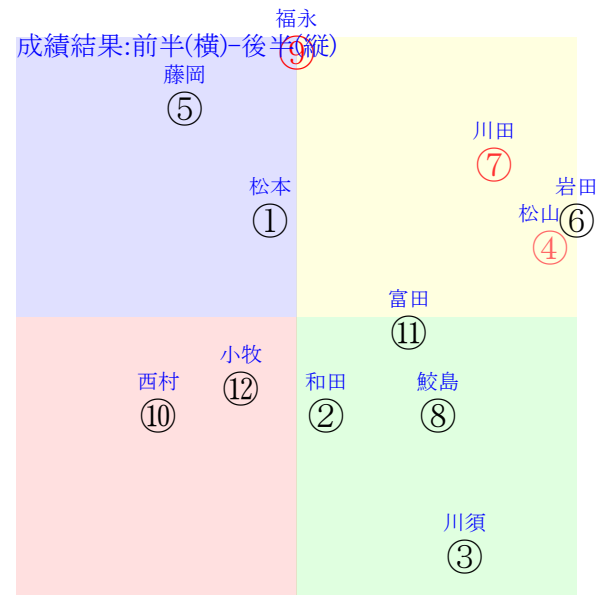 福永
成績結果:前半(横)-後半(縦)
⑨
藤岡
⑤
川田
⑦
松本
①
岩田
⑥
松山
④
富田
⑪
小牧
⑫
西村
⑩
和田
②
鮫島
⑧
川須
③